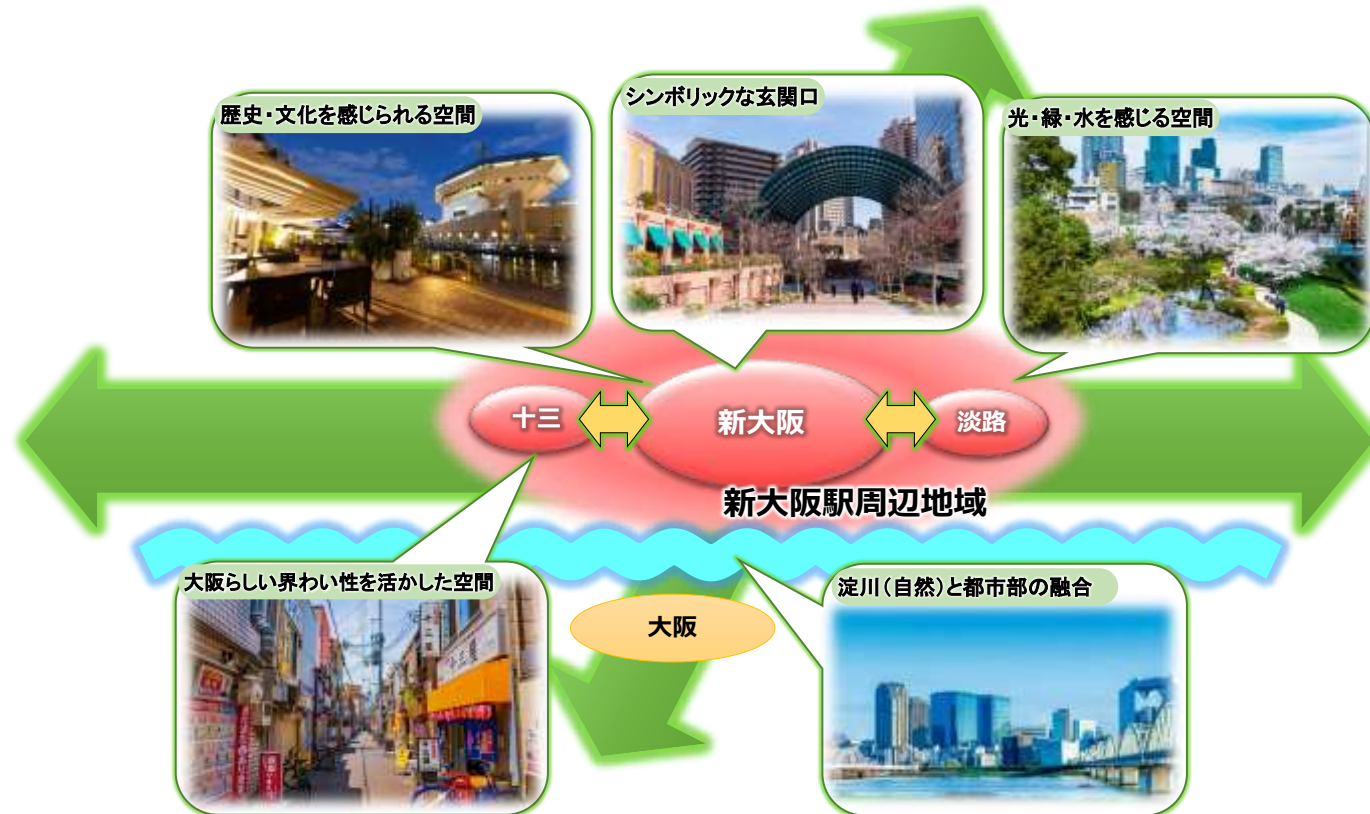 シンボリックな玄関口
歴史・文化を感じられる空間
光・緑・水を感じる空間
十三
新大阪
淡路
新大阪駅周辺地域
大阪らしい界わい性を活かした空間
淀川(自然)と都市部の融合
大阪